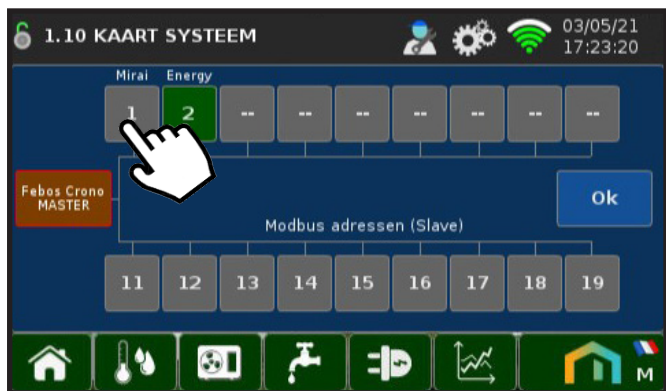 1.10 KAART SYSTEEM
03/05/21
17:23:20
Mirai Energy
1 2 -- -- -- -- -- -- --
Febos Crono
MASTER
Ok
Modbus adressen (Slave)
11 12 13 14 15 16 17 18 19
M